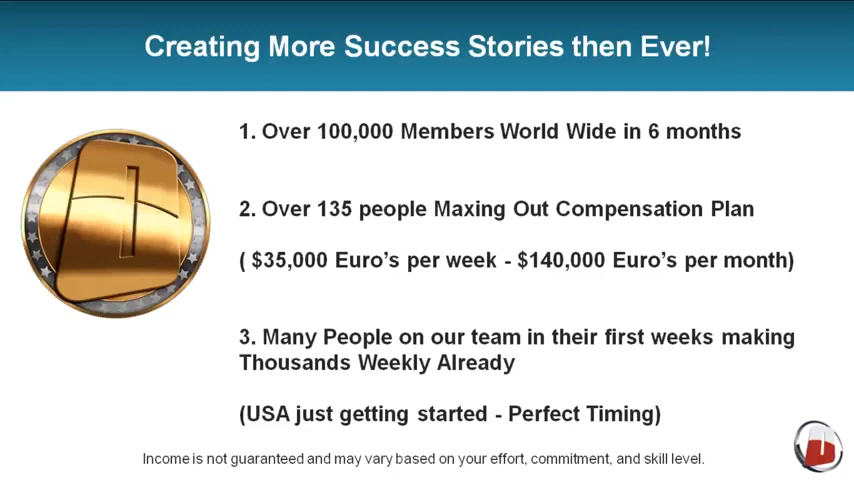 Creating More Success Stories then Ever!
1. Over 100,000 Members World Wide in 6 months
2. Over 135 people Maxing Out Compensation Plan
( $35,000 Euro's per week - $140,000 Euro's per month)
3. Many People on our team in their first weeks making
Thousands Weekly Already
(USA just getting started - Perfect Timing)
Income is not guaranteed and may vary based on your effort, commitment, and skill level.